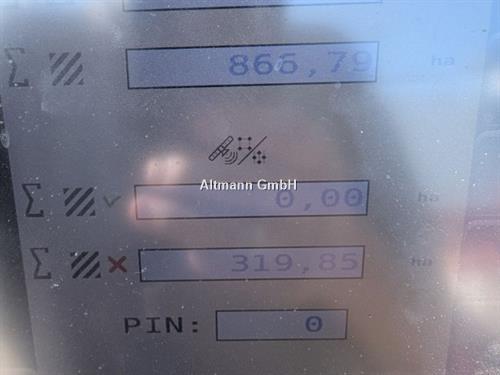 Σ 866,79 ha
Altmann GmbH
Σ 0,00 ha
Σ 319,85 ha
PIN: 0